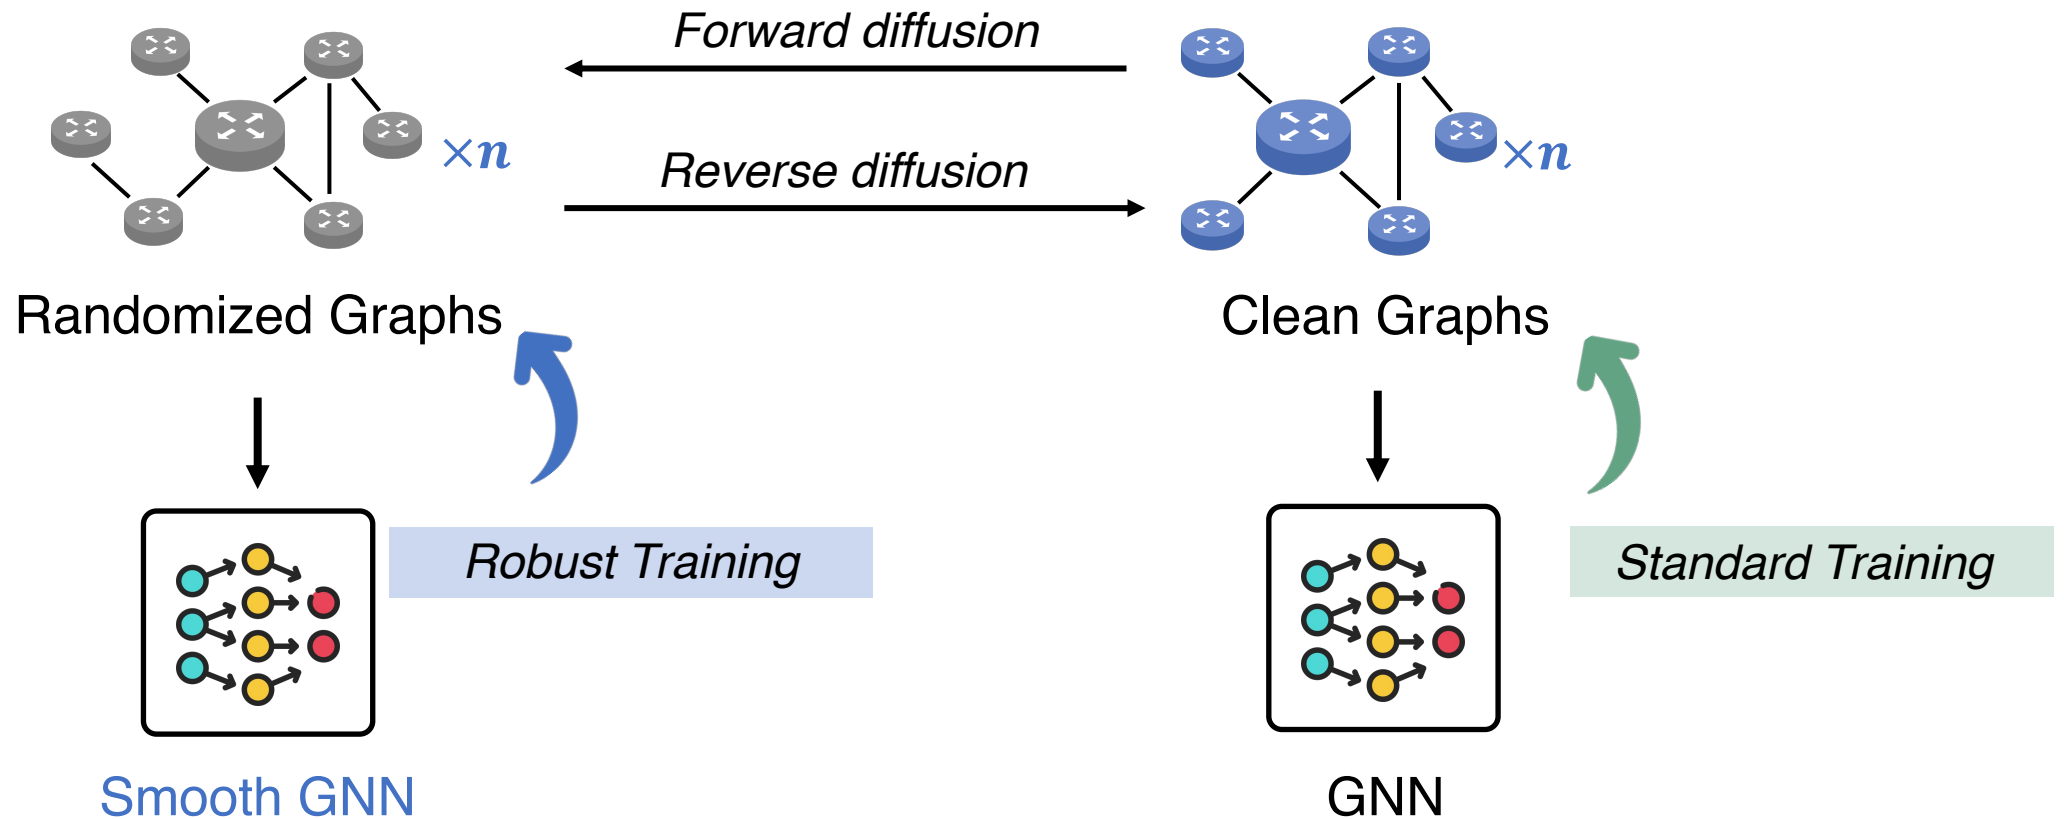 Forward diffusion
×n
Reverse diffusion
×n
Randomized Graphs
Clean Graphs
Robust Training
Standard Training
Smooth GNN
GNN